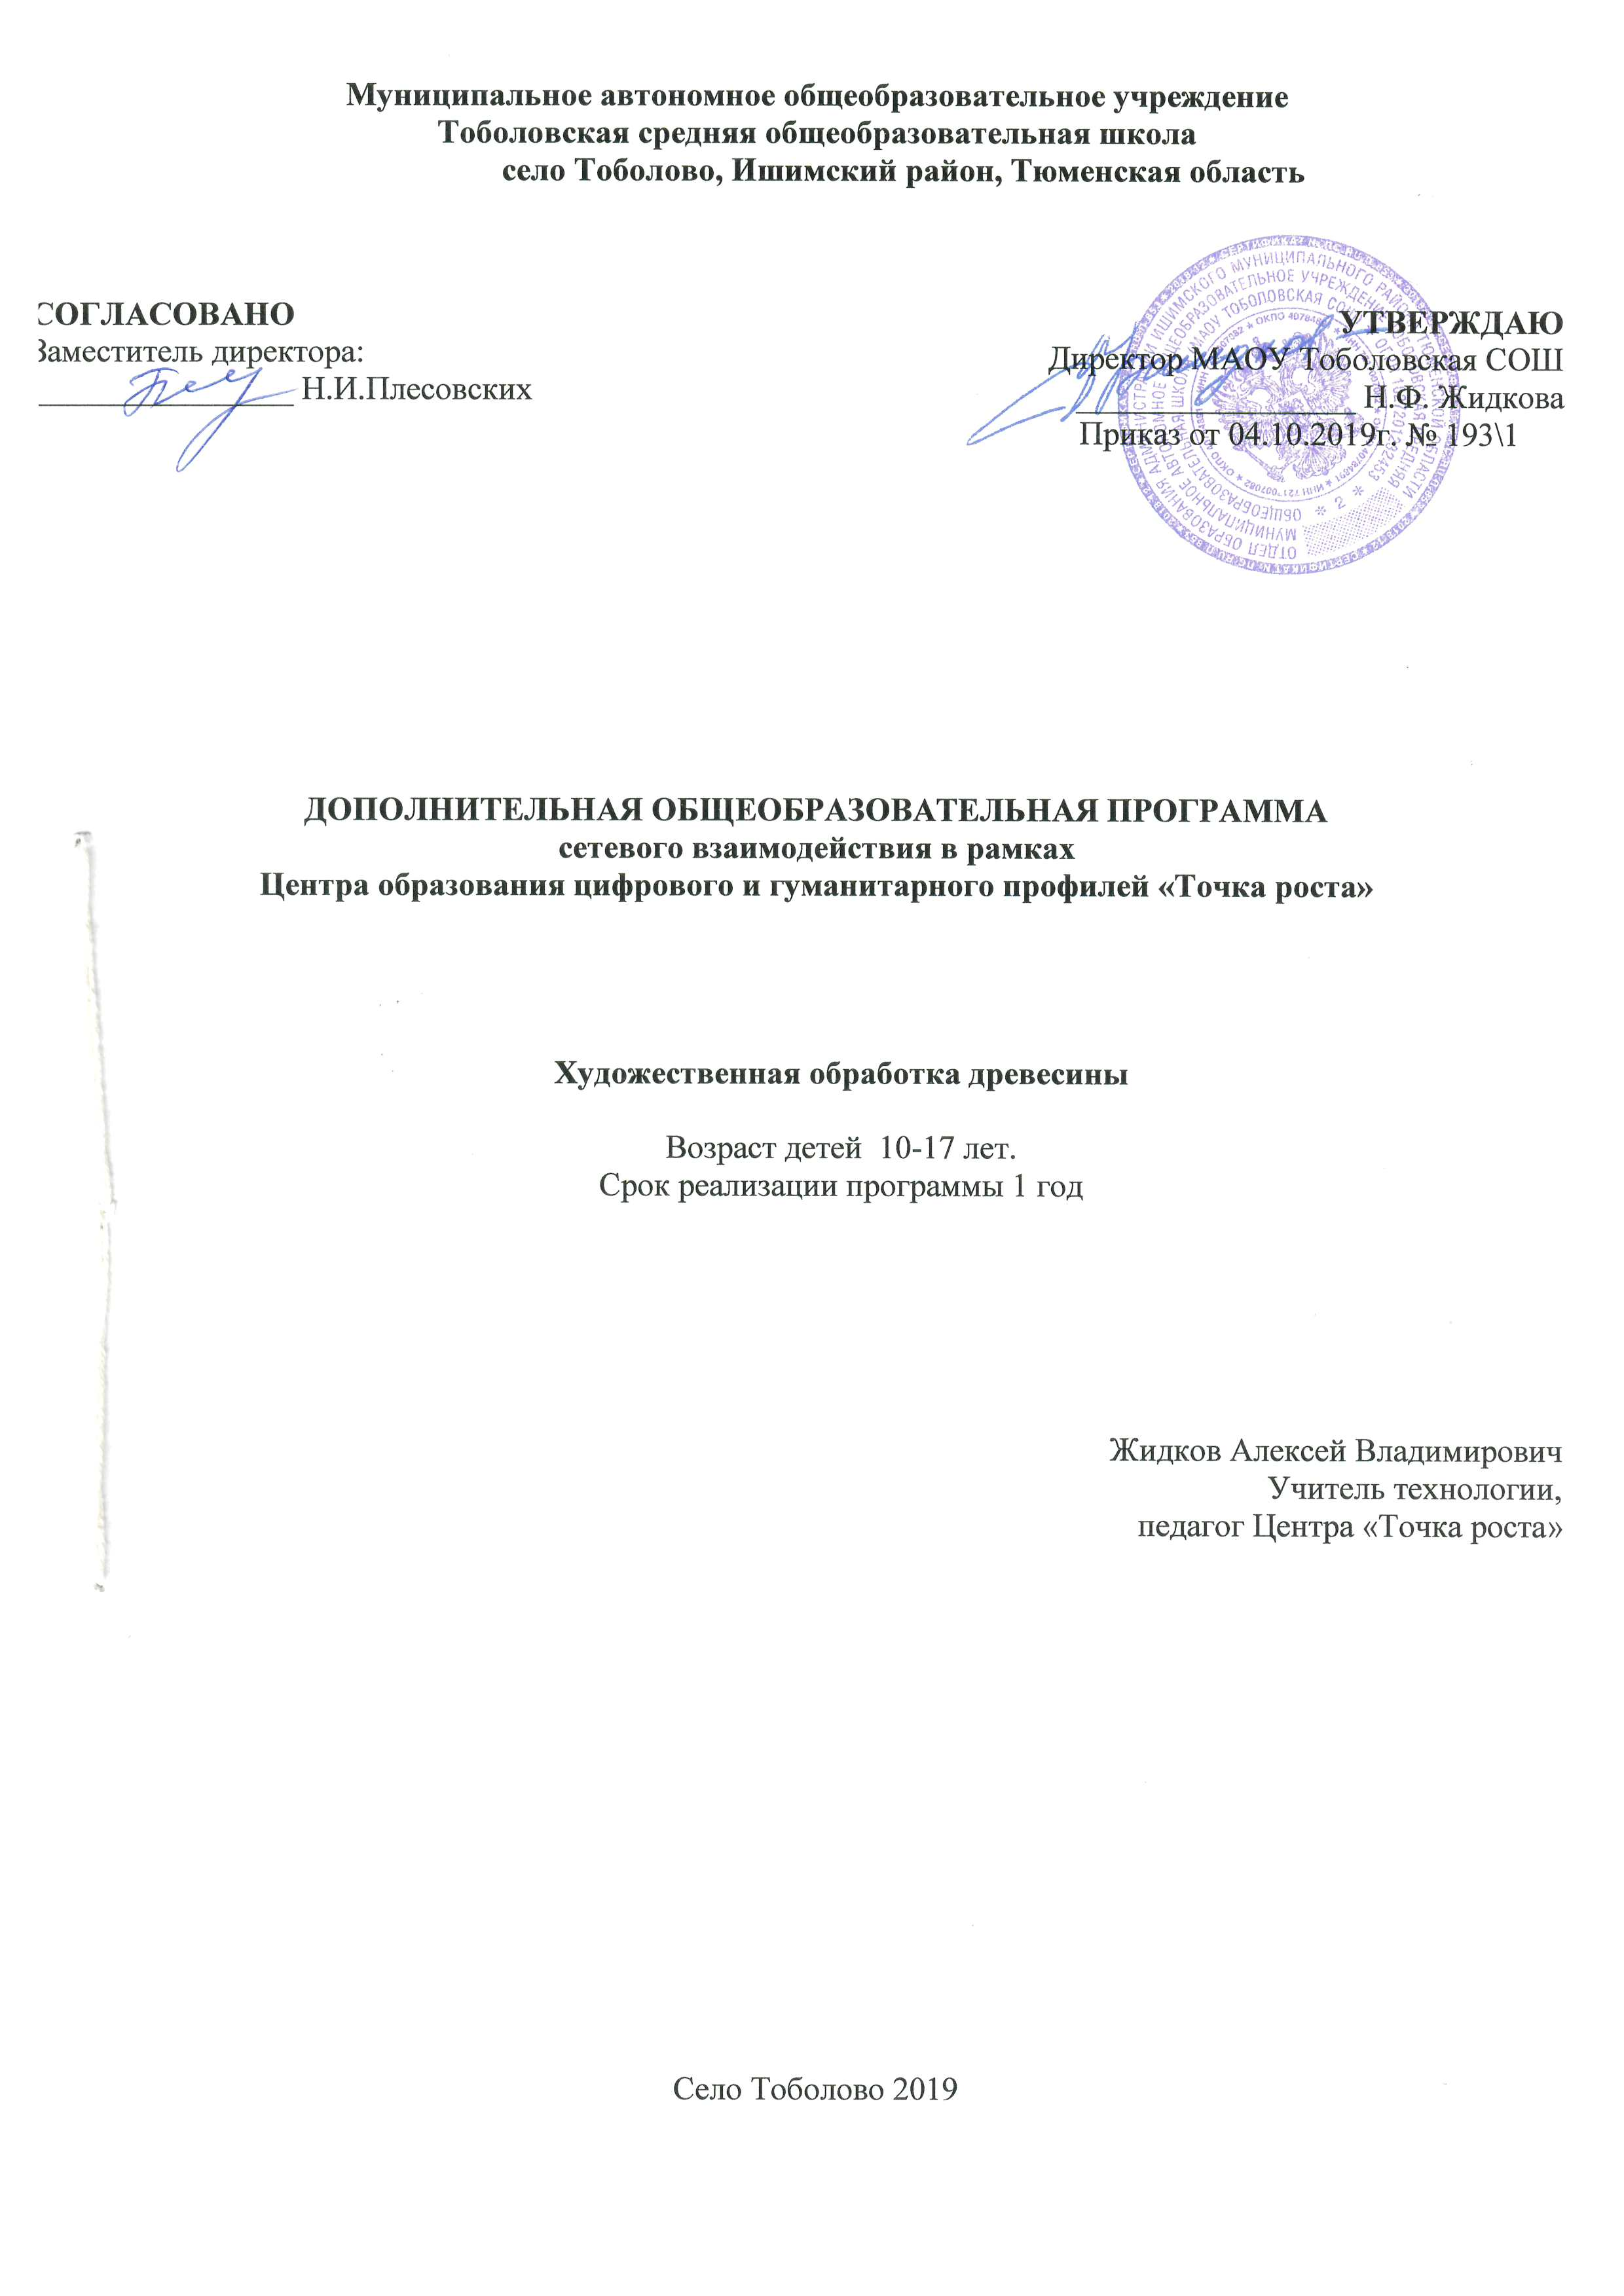 Муниципальное автономное общеобразовательное учреждение
Тоболовская средняя общеобразовательная школа
село Тоболово, Ишимский район, Тюменская область
СОГЛАСОВАНО
Заместитель директора:
Н.И.Плесовских
УТВЕРЖДАЮ
Директор МАОУ Тоболовская СОШ
Н.Ф. Жидкова
Приказ от 04.10.2019г. № 193\1
ДОПОЛНИТЕЛЬНАЯ ОБЩЕОБРАЗОВАТЕЛЬНАЯ ПРОГРАММА
сетевого взаимодействия в рамках
Центра образования цифрового и гуманитарного профилей «Точка роста»
Художественная обработка древесины
Возраст детей 10-17 лет.
Срок реализации программы 1 год
Жидков Алексей Владимирович
Учитель технологии,
педагог Центра «Точка роста»
Село Тоболово 2019